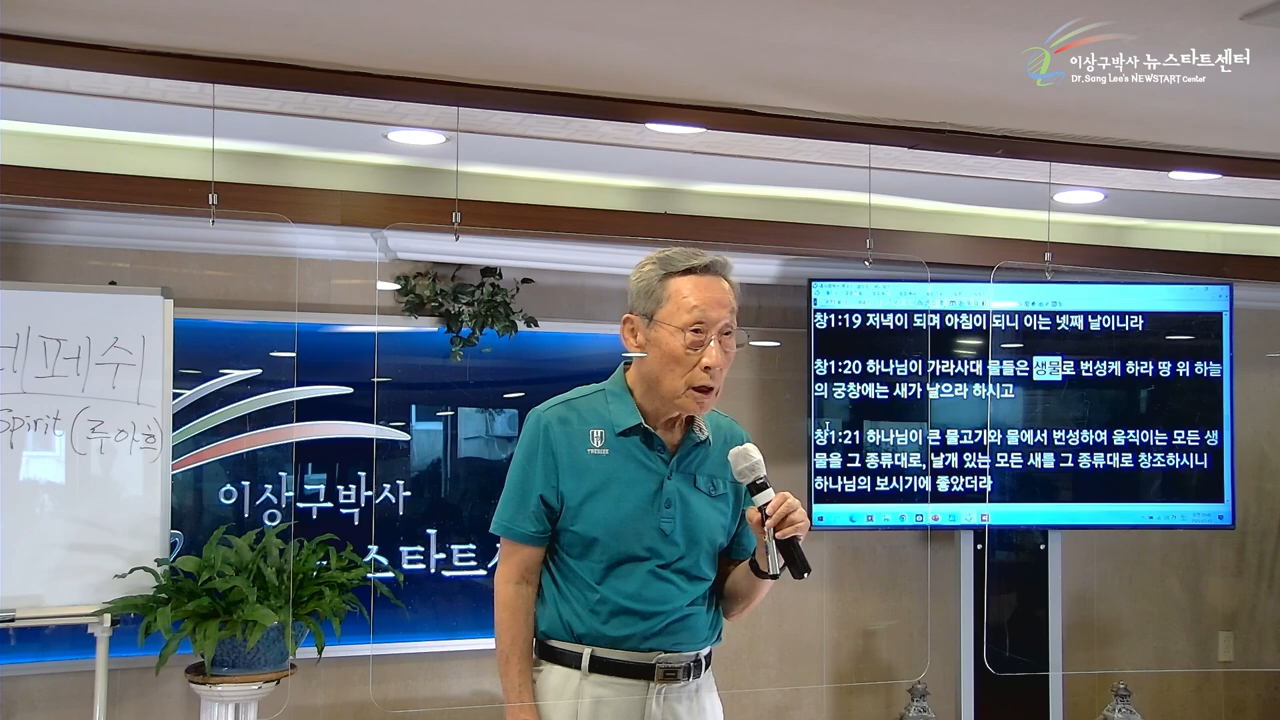 이상구박사 뉴스타트센터
Dr.Sang Lee's NEWSTART Center
네페쉬
Spirit (루아흐)
이상구박사
스타트
창1:19 저녁이 되며 아침이 되니 이는 넷째 날이니라
창1:20 하나님이 가라사대 물들은 생물로 번성케 하라 땅 위 하늘
의 궁창에는 새가 날으라 하시고
창1:21 하나님이 큰 물고기와 물에서 번성하여 움직이는 모든 생
물을 그 종류대로, 날개 있는 모든 새를 그 종류대로 창조하시니
하나님의 보시기에 좋았더라